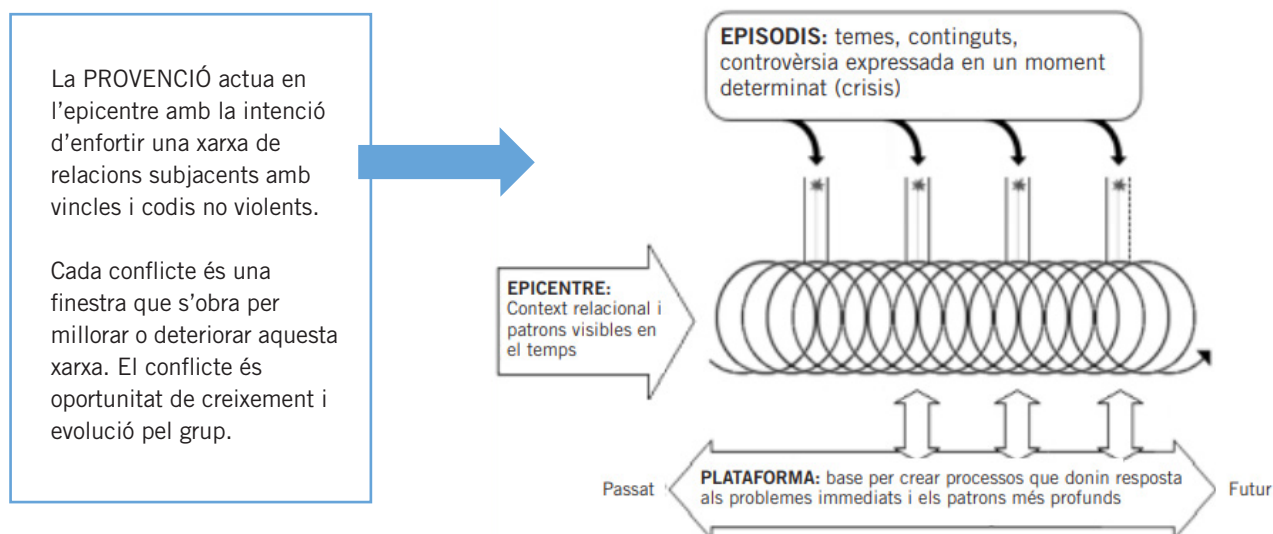 La PROVENCIÓ actua en
l'epicentre amb la intenció
d'enfortir una xarxa de
relacions subjacents amb
vincles i codis no violents.
Cada conflicte és una
finestra que s'obra per
millorar o deteriorar aquesta
xarxa. El conflicte és
oportunitat de creixement i
evolució pel grup.
EPISODIS: temes, continguts,
controvèrsia expressada en un moment
determinat (crisis)
EPICENTRE:
Context relacional i
patrons visibles en
el temps
Passat
PLATAFORMA: base per crear processos que donin resposta
als problemes immediats i els patrons més profunds
Futur